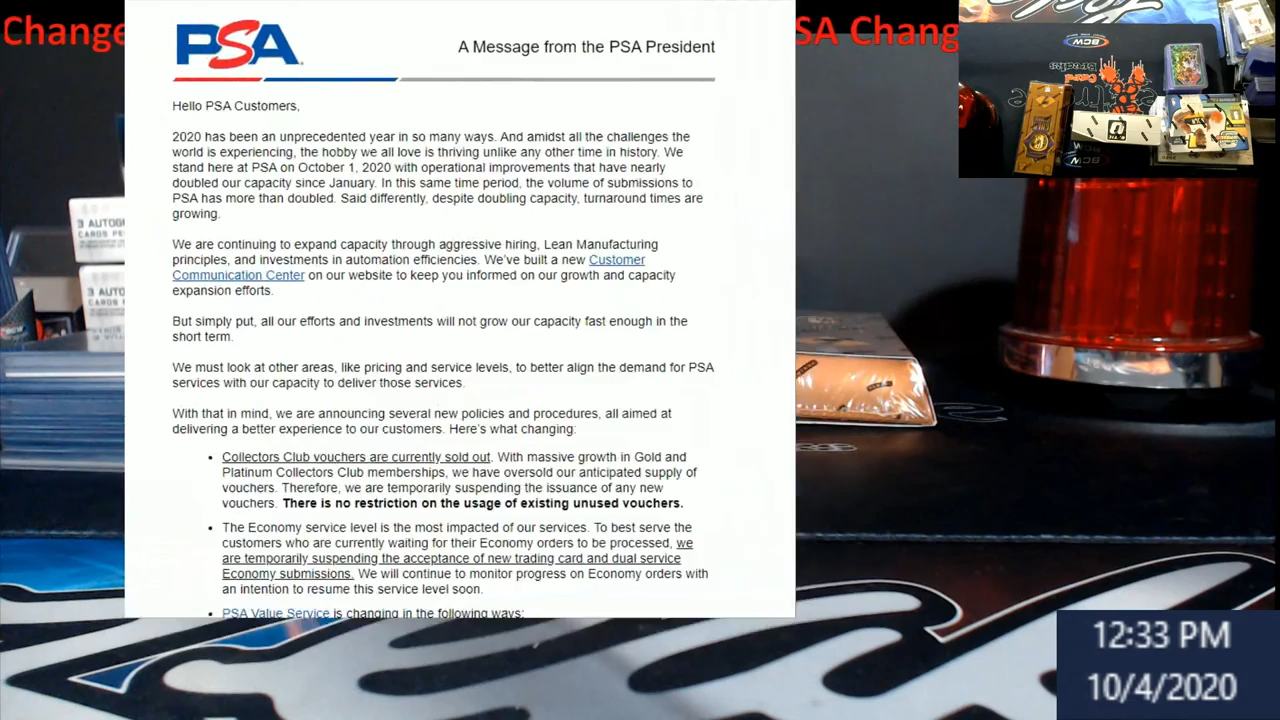 Change
PSA
A Message from the PSA President
SA Chang
Hello PSA Customers,
2020 has been an unprecedented year in so many ways. And amidst all the challenges the
world is experiencing, the hobby we all love is thriving unlike any other time in history. We
stand here at PSA on October 1, 2020 with operational improvements that have nearly
doubled our capacity since January. In this same time period, the volume of submissions to
PSA has more than doubled. Said differently, despite doubling capacity, turnaround times are
growing.
We are continuing to expand capacity through aggressive hiring, Lean Manufacturing
principles, and investments in automation efficiencies. We've built a new Customer
Communication Center on our website to keep you informed on our growth and capacity
expansion efforts.
But simply put, all our efforts and investments will not grow our capacity fast enough in the
short term.
We must look at other areas, like pricing and service levels, to better align the demand for PSA
services with our capacity to deliver those services.
With that in mind, we are announcing several new policies and procedures, all aimed at
delivering a better experience to our customers. Here's what changing:
• Collectors Club vouchers are currently sold out. With massive growth in Gold and
Platinum Collectors Club memberships, we have oversold our anticipated supply of
vouchers. Therefore, we are temporarily suspending the issuance of any new
vouchers. There is no restriction on the usage of existing unused vouchers.
• The Economy service level is the most impacted of our services. To best serve the
customers who are currently waiting for their Economy orders to be processed, we
are temporarily suspending the acceptance of new trading card and dual service
Economy submissions. We will continue to monitor progress on Economy orders with
an intention to resume this service level soon.
• PSA Value Service is changing in the following ways:
3 AUTOG
CARDS PE
3 AUTO
CARDS P
BCW
Card
Breaks
BCW
12:33 PM
10/4/2020